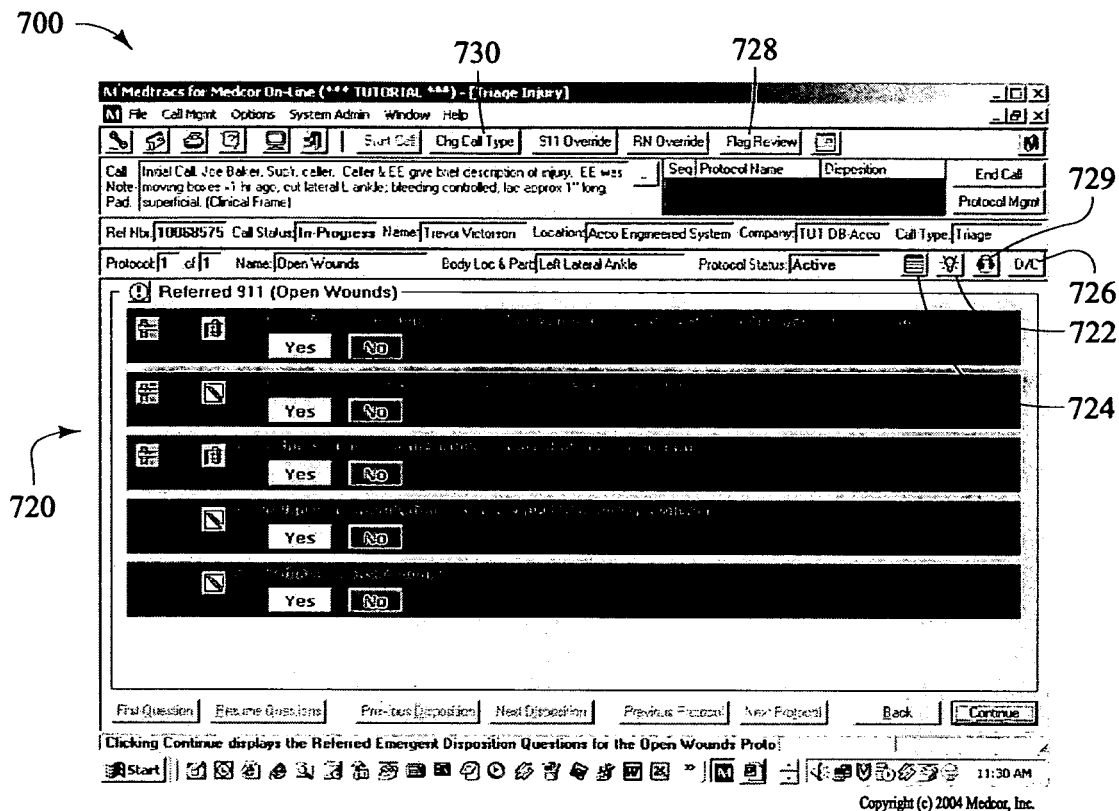 700
730
728
Medtracs for Medcor On-Line (*** TUTORIAL ***) - [Triage Injury]
File Call Mgmt Options System Admin Window Help
Start Call Chg Call Type 911 Override RN Override Flag Review
Call Note Pad. Initial Call. Joe Baker, Sup'r, caller. Caller & EE give brief description of injury. EE was
moving boxes ~1 hr ago, cut lateral L ankle; bleeding controlled, lac approx 1" long,
superficial. (Clinical Frame)
Seq Protocol Name Disposition
End Call
Protocol Mgmt
729
Ref Nbr: 10068575 Call Status: In-Progress Name: Trevor Victorson Location: Acco Engineered System Company: TUT DB-Acco Call Type: Triage
Protocol: 1 of 1 Name: Open Wounds Body Loc & Part: Left Lateral Ankle Protocol Status: Active D/C
726
Referred 911 (Open Wounds)
722
Yes No
724
Yes No
720
Yes No
Yes No
Yes No
First Question Resume Questions Previous Disposition Next Disposition Previous Protocol Next Protocol Back Continue
Clicking Continue displays the Referred Emergent Disposition Questions for the Open Wounds Proto
Start 11:30 AM
Copyright (c) 2004 Medcor, Inc.